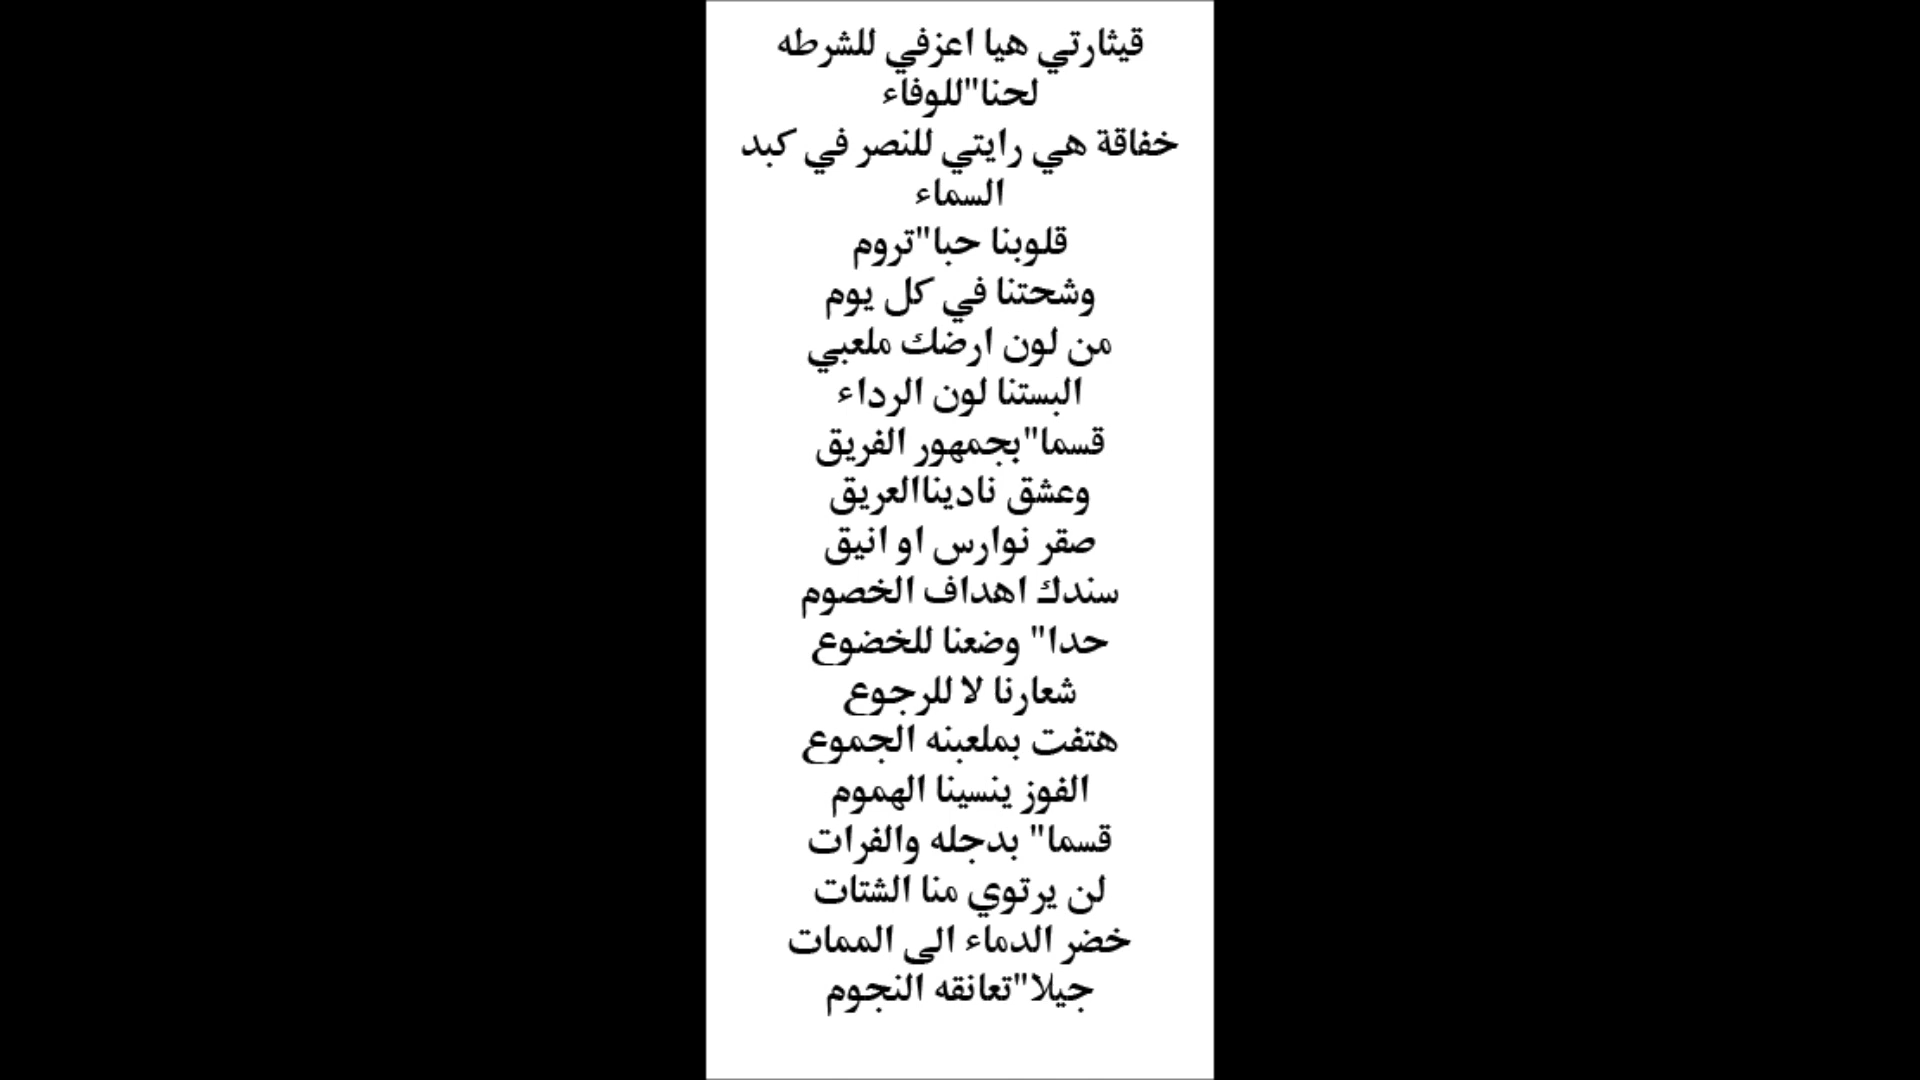 قيثارتي هيا اعزفي للشرطه
لحنا"للوفاء
خفاقة هي رايتي للنصر في كبد
السماء
قلوبنا حبا"تروم
وشحتنا في كل يوم
من لون ارضك ملعبي
البستنا لون الرداء
قسما"بجمهور الفريق
وعشق ناديناالعريق
صقر نوارس او انيق
سندك اهداف الخصوم
حدا" وضعنا للخضوع
شعارنا لا للرجوع
هتفت بملعبنه الجموع
الفوز ينسينا الهموم
قسما" بدجله والفرات
لن يرتوي منا الشتات
خضر الدماء الى الممات
جيلا"تعانقه النجوم